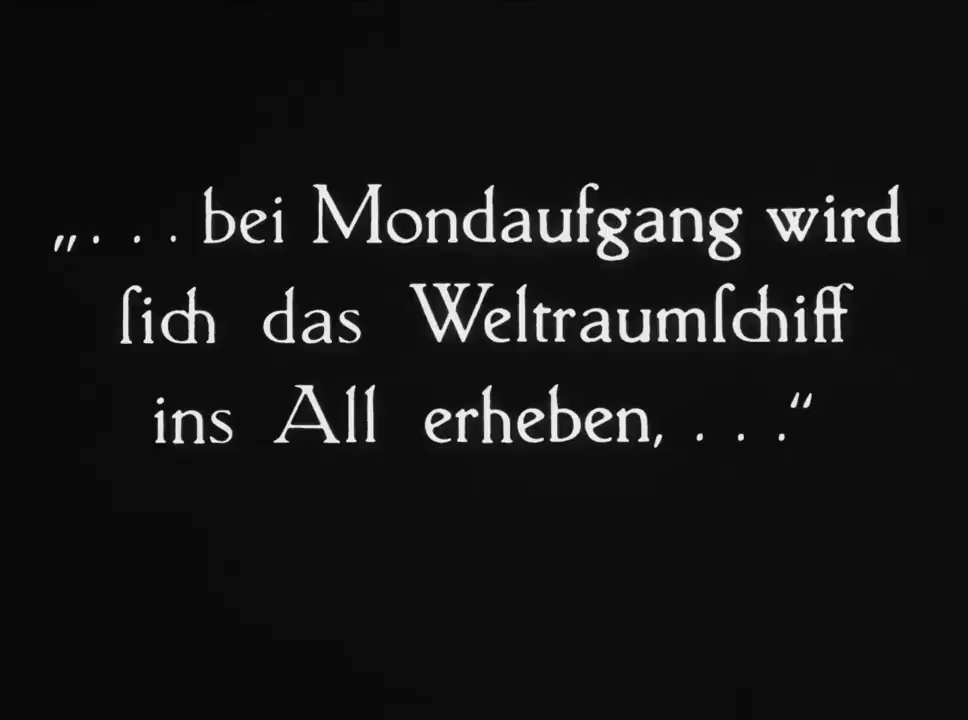 „. . . bei Mondaufgang wird
ſich das Weltraumſchiff
ins All erheben, . . .“